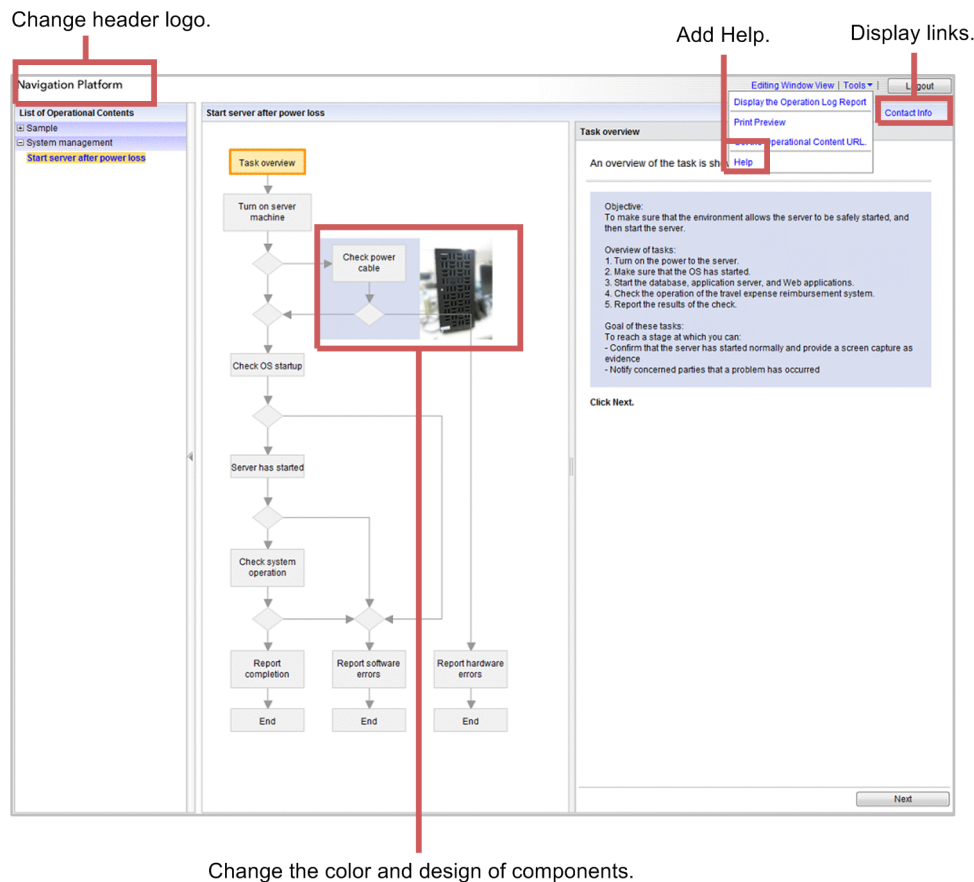 Change header logo.
Add Help.
Display links.
Navigation Platform
Editing Window View | Tools ▾ |
Logout
List of Operational Contents
Sample
System management
Start server after power loss
Start server after power loss
Display the Operation Log Report
Print Preview
Operational Content URL.
Help
Contact Info
Task overview
Turn on server
machine
Check power
cable
Check OS startup
Server has started
Check system
operation
Report
completion
Report software
errors
Report hardware
errors
End
End
End
Task overview
An overview of the task is
Objective:
To make sure that the environment allows the server to be safely started, and
then start the server.
Overview of tasks:
1. Turn on the power to the server.
2. Make sure that the OS has started.
3. Start the database, application server, and Web applications.
4. Check the operation of the travel expense reimbursement system.
5. Report the results of the check.
Goal of these tasks:
To reach a stage at which you can:
- Confirm that the server has started normally and provide a screen capture as
evidence
- Notify concerned parties that a problem has occurred
Click Next.
Next
Change the color and design of components.